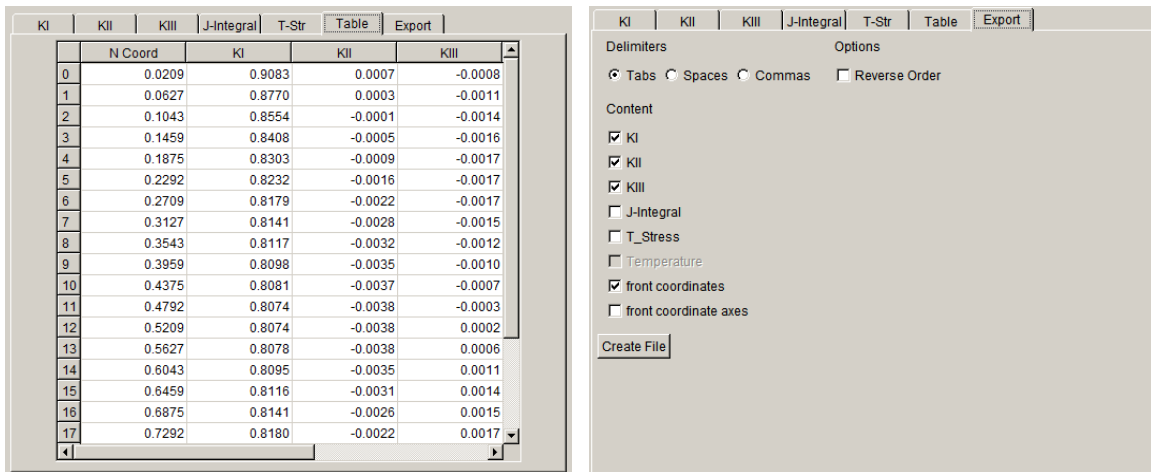 KI KII KIII J-Integral T-Str Table Export
N Coord KI KII KIII
0 0.0209 0.9083 0.0007 -0.0008
1 0.0627 0.8770 0.0003 -0.0011
2 0.1043 0.8554 -0.0001 -0.0014
3 0.1459 0.8408 -0.0005 -0.0016
4 0.1875 0.8303 -0.0009 -0.0017
5 0.2292 0.8232 -0.0016 -0.0017
6 0.2709 0.8179 -0.0022 -0.0017
7 0.3127 0.8141 -0.0028 -0.0015
8 0.3543 0.8117 -0.0032 -0.0012
9 0.3959 0.8098 -0.0035 -0.0010
10 0.4375 0.8081 -0.0037 -0.0007
11 0.4792 0.8074 -0.0038 -0.0003
12 0.5209 0.8074 -0.0038 0.0002
13 0.5627 0.8078 -0.0038 0.0006
14 0.6043 0.8095 -0.0035 0.0011
15 0.6459 0.8116 -0.0031 0.0014
16 0.6875 0.8141 -0.0026 0.0015
17 0.7292 0.8180 -0.0022 0.0017
KI KII KIII J-Integral T-Str Table Export
Delimiters Options
Tabs Spaces Commas Reverse Order
Content
KI
KII
KIII
J-Integral
T_Stress
Temperature
front coordinates
front coordinate axes
Create File